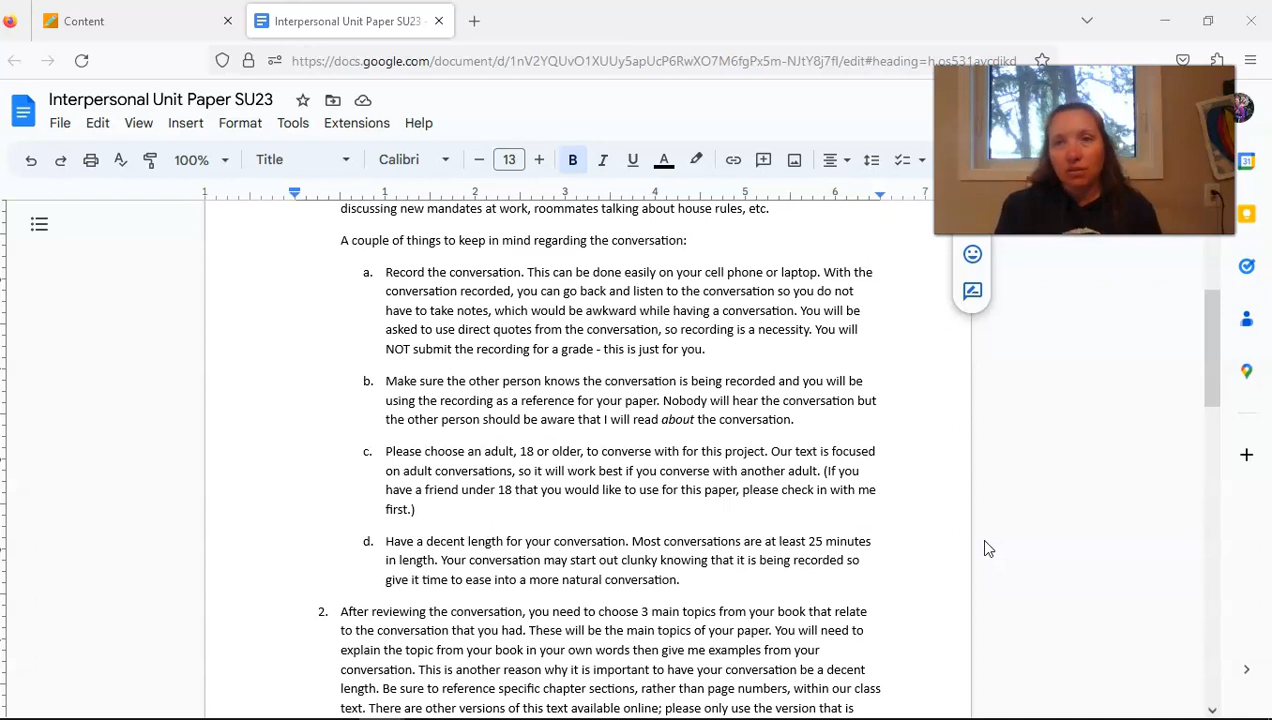 Content
Interpersonal Unit Paper SU23 -
https://docs.google.com/document/d/1nV2YQUvO1XUUy5apUcP6RwXO7M6fgPx5m-NJtY8j7fI/edit#heading=h.os531aycdikd
Interpersonal Unit Paper SU23
File Edit View Insert Format Tools Extensions Help
100% Title Calibri 13 B I U A
1 1 2 3 4 5 6 7
discussing new mandates at work, roommates talking about house rules, etc.
A couple of things to keep in mind regarding the conversation:
a. Record the conversation. This can be done easily on your cell phone or laptop. With the
conversation recorded, you can go back and listen to the conversation so you do not
have to take notes, which would be awkward while having a conversation. You will be
asked to use direct quotes from the conversation, so recording is a necessity. You will
NOT submit the recording for a grade - this is just for you.
b. Make sure the other person knows the conversation is being recorded and you will be
using the recording as a reference for your paper. Nobody will hear the conversation but
the other person should be aware that I will read about the conversation.
c. Please choose an adult, 18 or older, to converse with for this project. Our text is focused
on adult conversations, so it will work best if you converse with another adult. (If you
have a friend under 18 that you would like to use for this paper, please check in with me
first.)
d. Have a decent length for your conversation. Most conversations are at least 25 minutes
in length. Your conversation may start out clunky knowing that it is being recorded so
give it time to ease into a more natural conversation.
2. After reviewing the conversation, you need to choose 3 main topics from your book that relate
to the conversation that you had. These will be the main topics of your paper. You will need to
explain the topic from your book in your own words then give me examples from your
conversation. This is another reason why it is important to have your conversation be a decent
length. Be sure to reference specific chapter sections, rather than page numbers, within our class
text. There are other versions of this text available online; please only use the version that is